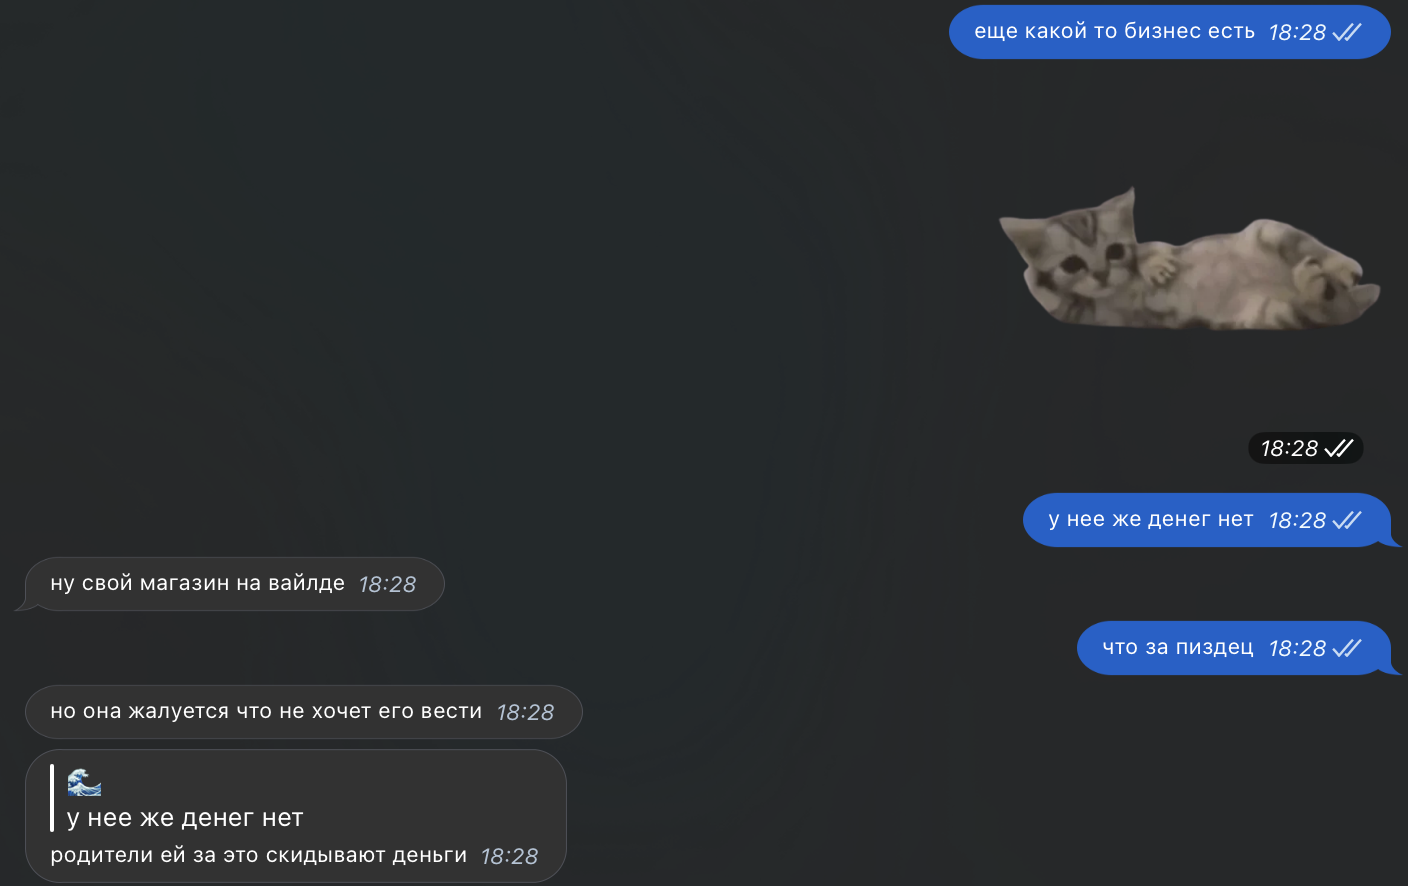 еще какой то бизнес есть 18:28
18:28
у нее же денег нет 18:28
ну свой магазин на вайлде 18:28
что за пиздец 18:28
но она жалуется что не хочет его вести 18:28
🌊
у нее же денег нет
родители ей за это скидывают деньги 18:28